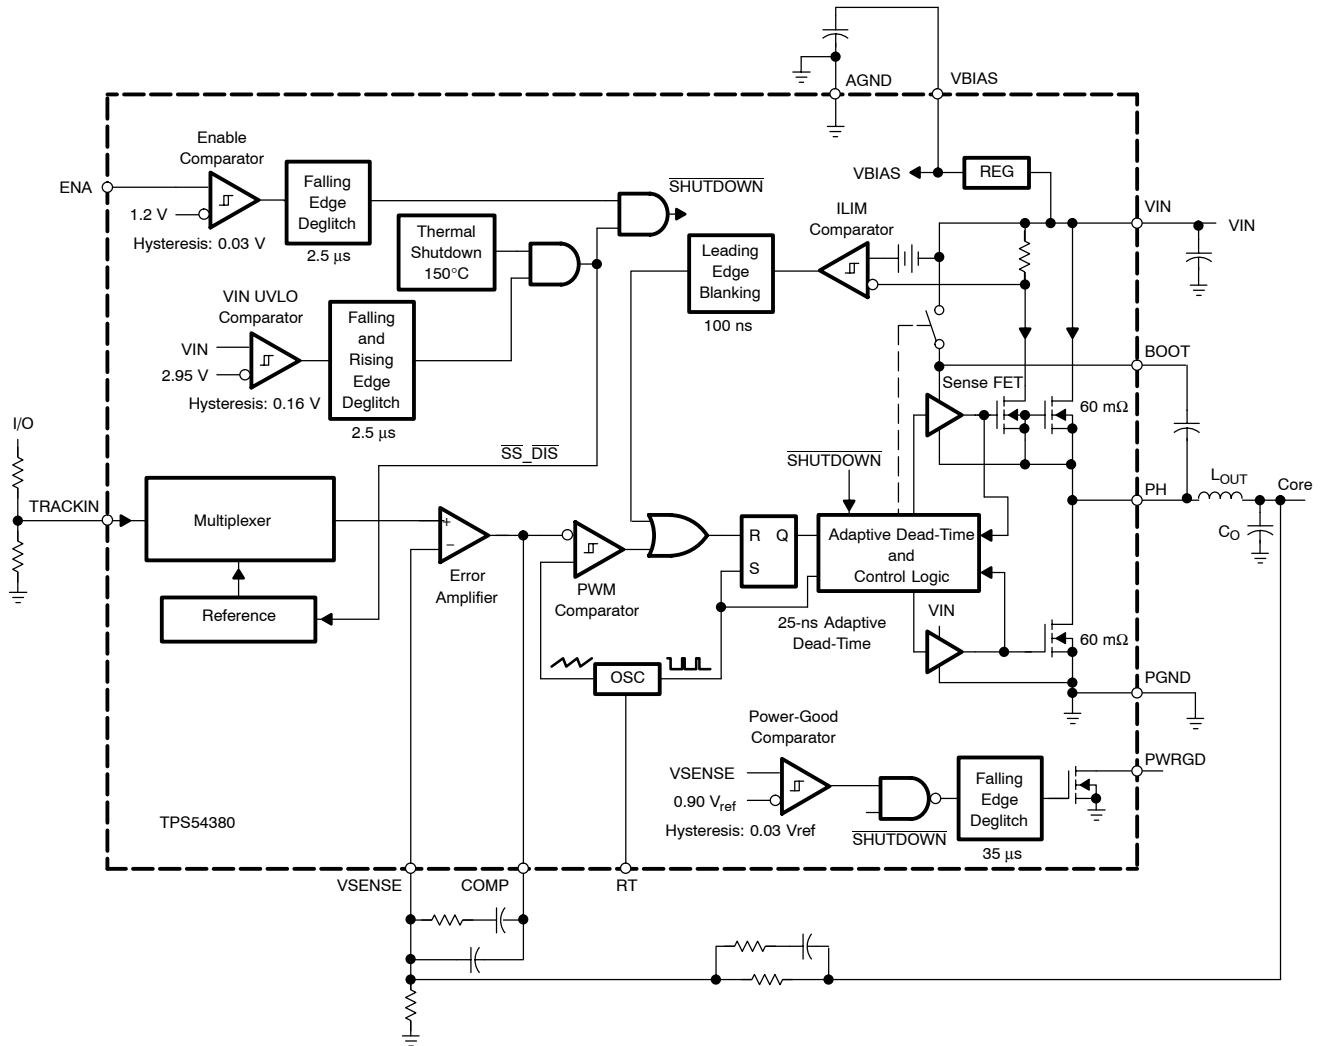 AGND
VBIAS
Enable
Comparator
ENA
1.2 V
Hysteresis: 0.03 V
Falling
Edge
Deglitch
2.5 μs
Thermal
Shutdown
150°C
SHUTDOWN
VBIAS
REG
ILIM
Comparator
VIN
VIN
Leading
Edge
Blanking
100 ns
VIN UVLO
Comparator
VIN
2.95 V
Hysteresis: 0.16 V
Falling
and
Rising
Edge
Deglitch
2.5 μs
BOOT
Sense FET
60 mΩ
I/O
SS_DIS
SHUTDOWN
TRACKIN
Multiplexer
Reference
+
−
Error
Amplifier
PWM
Comparator
R Q
S
Adaptive Dead-Time
and
Control Logic
25-ns Adaptive
Dead-Time
PH
LOUT
Core
CO
VIN
60 mΩ
OSC
PGND
Power-Good
Comparator
VSENSE
0.90 Vref
Hysteresis: 0.03 Vref
SHUTDOWN
Falling
Edge
Deglitch
35 μs
PWRGD
TPS54380
VSENSE
COMP
RT